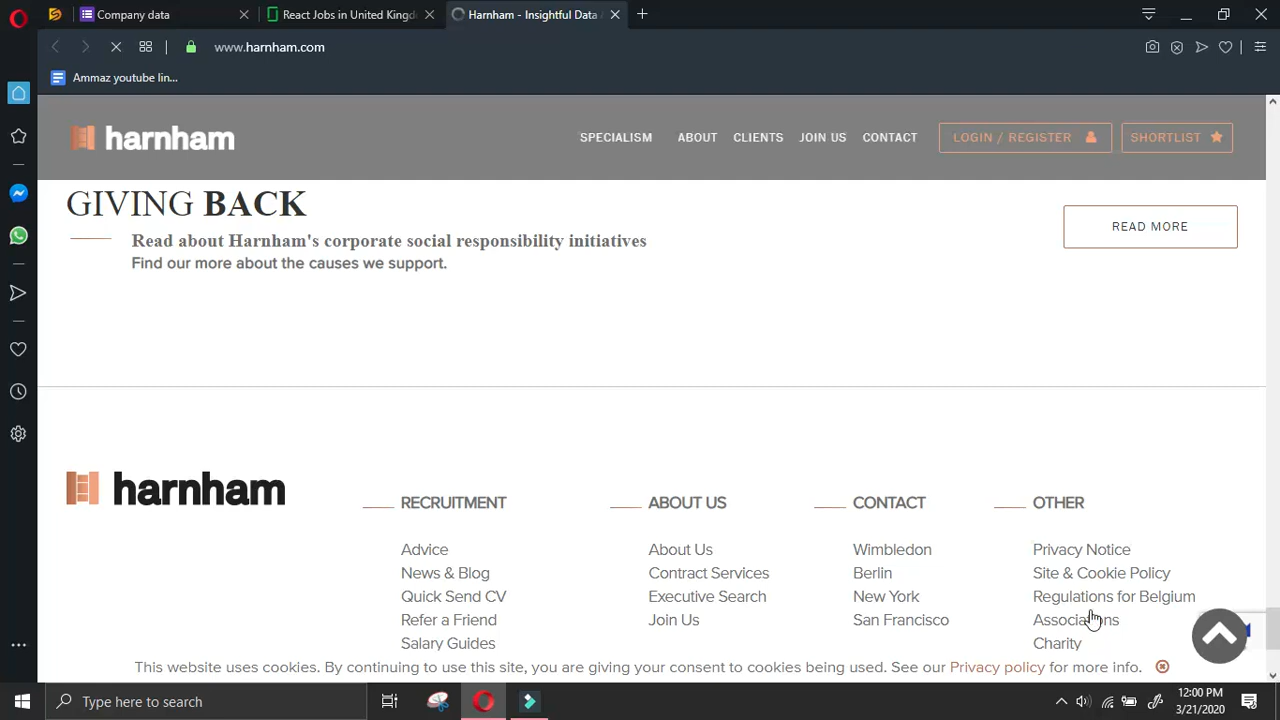 Company data
React Jobs in United Kingd
Harnham - Insightful Data
www.harnham.com
Ammaz youtube lin...
harnham
SPECIALISM
ABOUT
CLIENTS
JOIN US
CONTACT
LOGIN / REGISTER
SHORTLIST
GIVING BACK
Read about Harnham's corporate social responsibility initiatives
Find our more about the causes we support.
READ MORE
harnham
RECRUITMENT
Advice
News & Blog
Quick Send CV
Refer a Friend
Salary Guides
ABOUT US
About Us
Contract Services
Executive Search
Join Us
CONTACT
Wimbledon
Berlin
New York
San Francisco
OTHER
Privacy Notice
Site & Cookie Policy
Regulations for Belgium
Associations
Charity
This website uses cookies. By continuing to use this site, you are giving your consent to cookies being used. See our Privacy policy for more info.
Type here to search
12:00 PM
3/21/2020